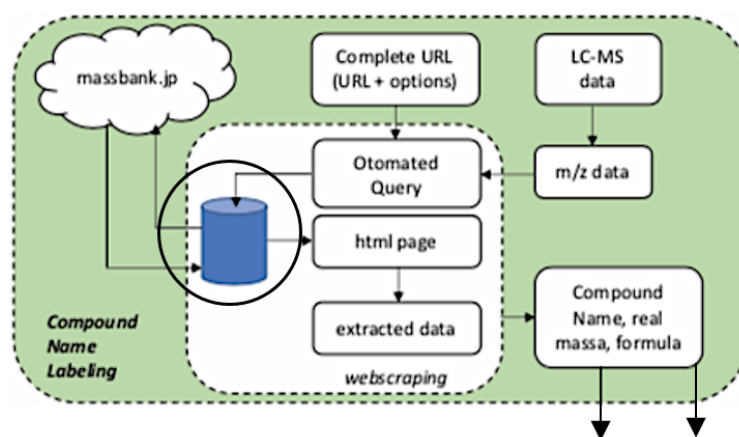 massbank.jp
Complete URL
(URL + options)
LC-MS
data
Otomated
Query
m/z data
html page
extracted data
Compound
Name, real
massa, formula
Compound
Name
Labeling
webscraping